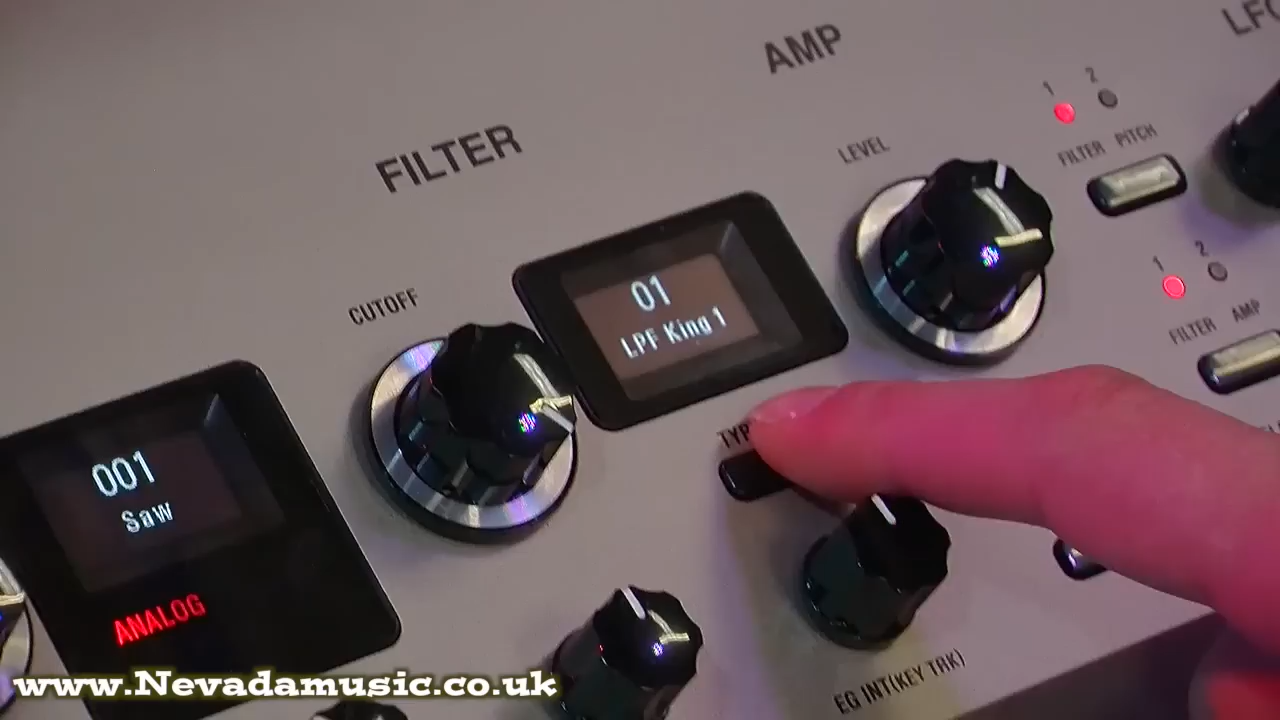 AMP
FILTER
LEVEL
1 2
FILTER PITCH
1 2
FILTER AMP
CUTOFF
01
LPF King 1
001
Saw
ANALOG
EG INT(KEY TRK)
www.Nevadamusic.co.uk